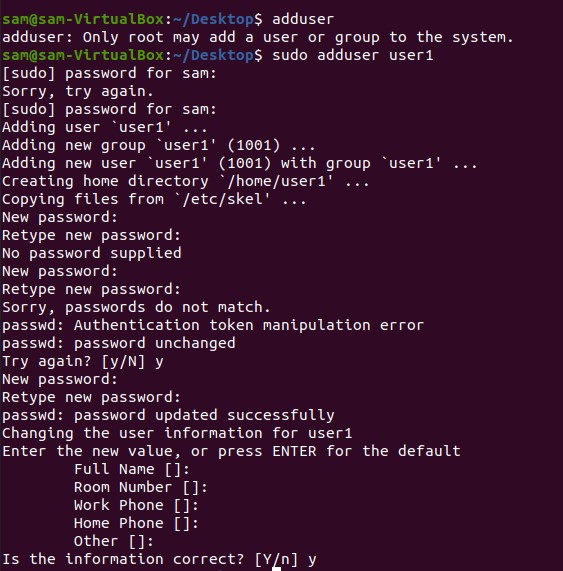 sam@sam-VirtualBox:~/Desktop$ adduser
adduser: Only root may add a user or group to the system.
sam@sam-VirtualBox:~/Desktop$ sudo adduser user1
[sudo] password for sam:
Sorry, try again.
[sudo] password for sam:
Adding user `user1' ...
Adding new group `user1' (1001) ...
Adding new user `user1' (1001) with group `user1' ...
Creating home directory `/home/user1' ...
Copying files from `/etc/skel' ...
New password:
Retype new password:
No password supplied
New password:
Retype new password:
Sorry, passwords do not match.
passwd: Authentication token manipulation error
passwd: password unchanged
Try again? [y/N] y
New password:
Retype new password:
passwd: password updated successfully
Changing the user information for user1
Enter the new value, or press ENTER for the default
Full Name []:
Room Number []:
Work Phone []:
Home Phone []:
Other []:
Is the information correct? [Y/n] y